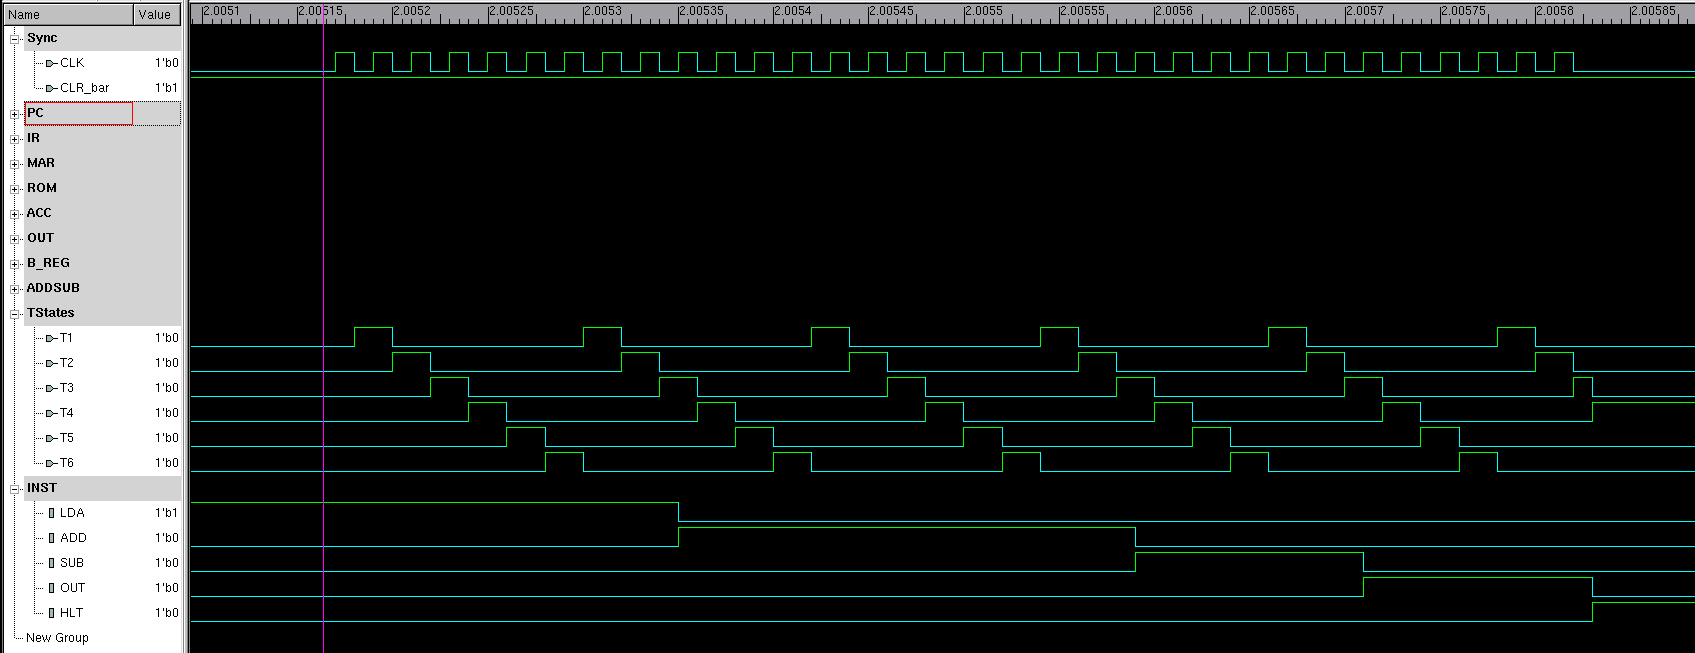 Name Value 2.0051 2.00515 2.0052 2.00525 2.0053 2.00535 2.0054 2.00545 2.0055 2.00555 2.0056 2.00565 2.0057 2.00575 2.0058 2.00585
Sync
CLK 1'b0
CLR_bar 1'b1
PC
IR
MAR
ROM
ACC
OUT
B_REG
ADDSUB
TStates
T1 1'b0
T2 1'b0
T3 1'b0
T4 1'b0
T5 1'b0
T6 1'b0
INST
LDA 1'b1
ADD 1'b0
SUB 1'b0
OUT 1'b0
HLT 1'b0
New Group